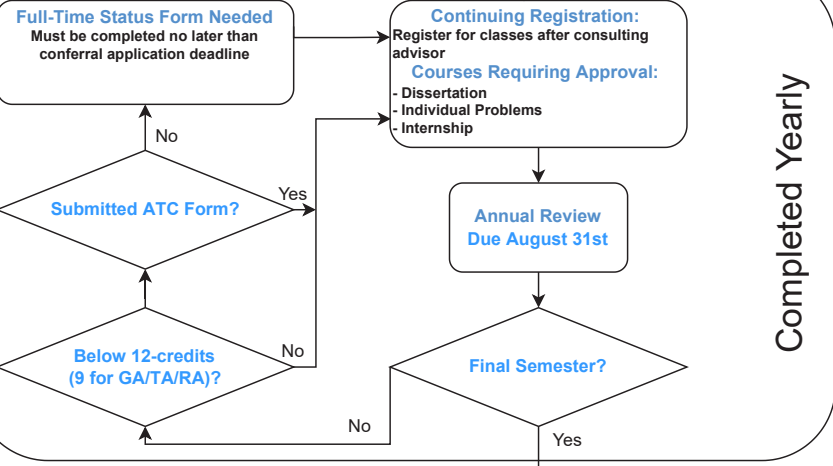 Full-Time Status Form Needed
Must be completed no later than
conferral application deadline
Continuing Registration:
Register for classes after consulting
advisor
Courses Requiring Approval:
- Dissertation
- Individual Problems
- Internship
No
Submitted ATC Form?
Yes
Annual Review
Due August 31st
Below 12-credits
(9 for GA/TA/RA)?
No
Final Semester?
No
Yes
Completed Yearly